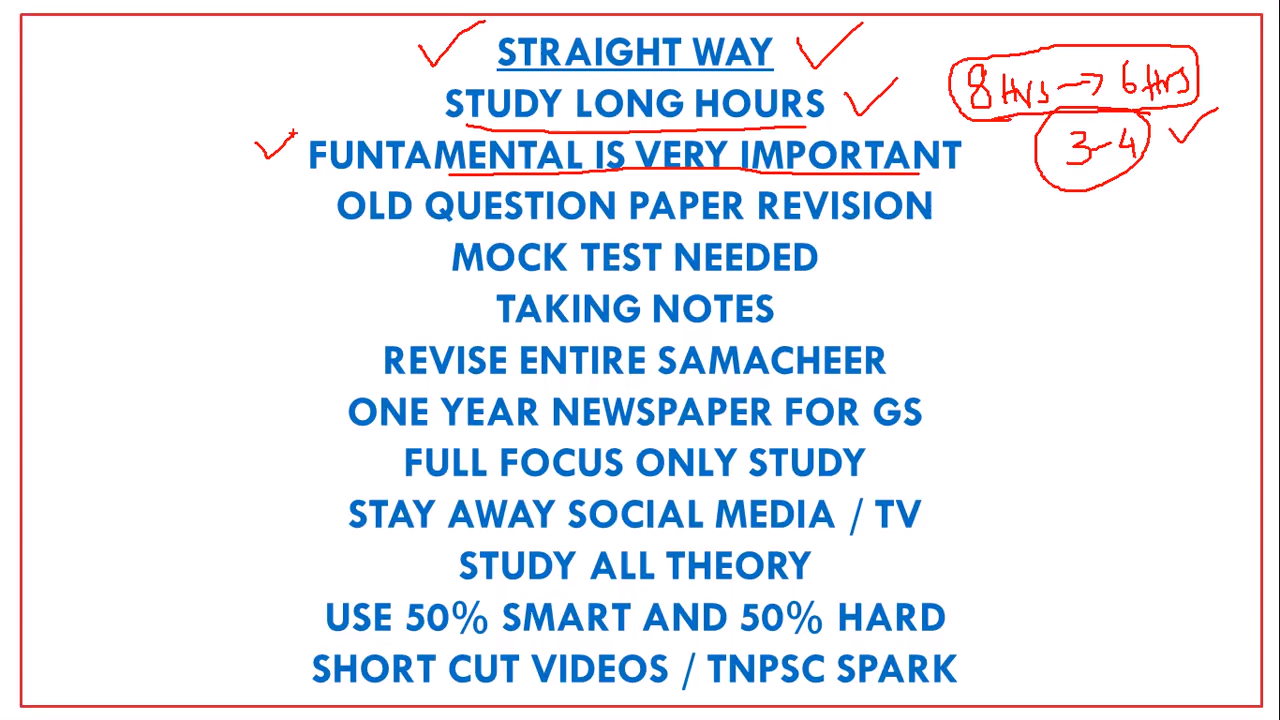 STRAIGHT WAY
8 Hrs → 6 Hrs
STUDY LONG HOURS
3-4
FUNTAMENTAL IS VERY IMPORTANT
OLD QUESTION PAPER REVISION
MOCK TEST NEEDED
TAKING NOTES
REVISE ENTIRE SAMACHEER
ONE YEAR NEWSPAPER FOR GS
FULL FOCUS ONLY STUDY
STAY AWAY SOCIAL MEDIA / TV
STUDY ALL THEORY
USE 50% SMART AND 50% HARD
SHORT CUT VIDEOS / TNPSC SPARK